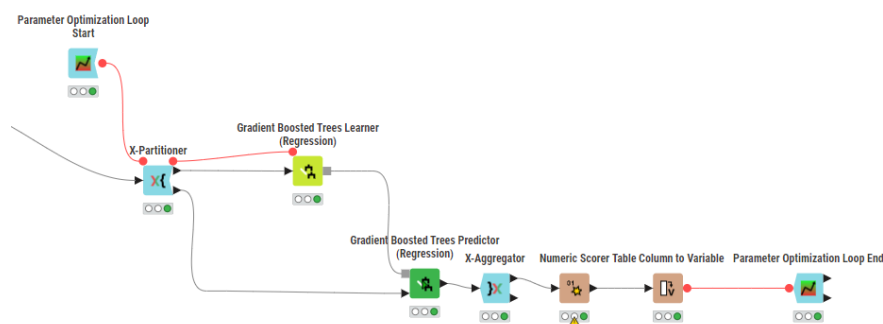 Parameter Optimization Loop
Start
X-Partitioner
Gradient Boosted Trees Learner
(Regression)
Gradient Boosted Trees Predictor
(Regression)
X-Aggregator
Numeric Scorer
Table Column to Variable
Parameter Optimization Loop End